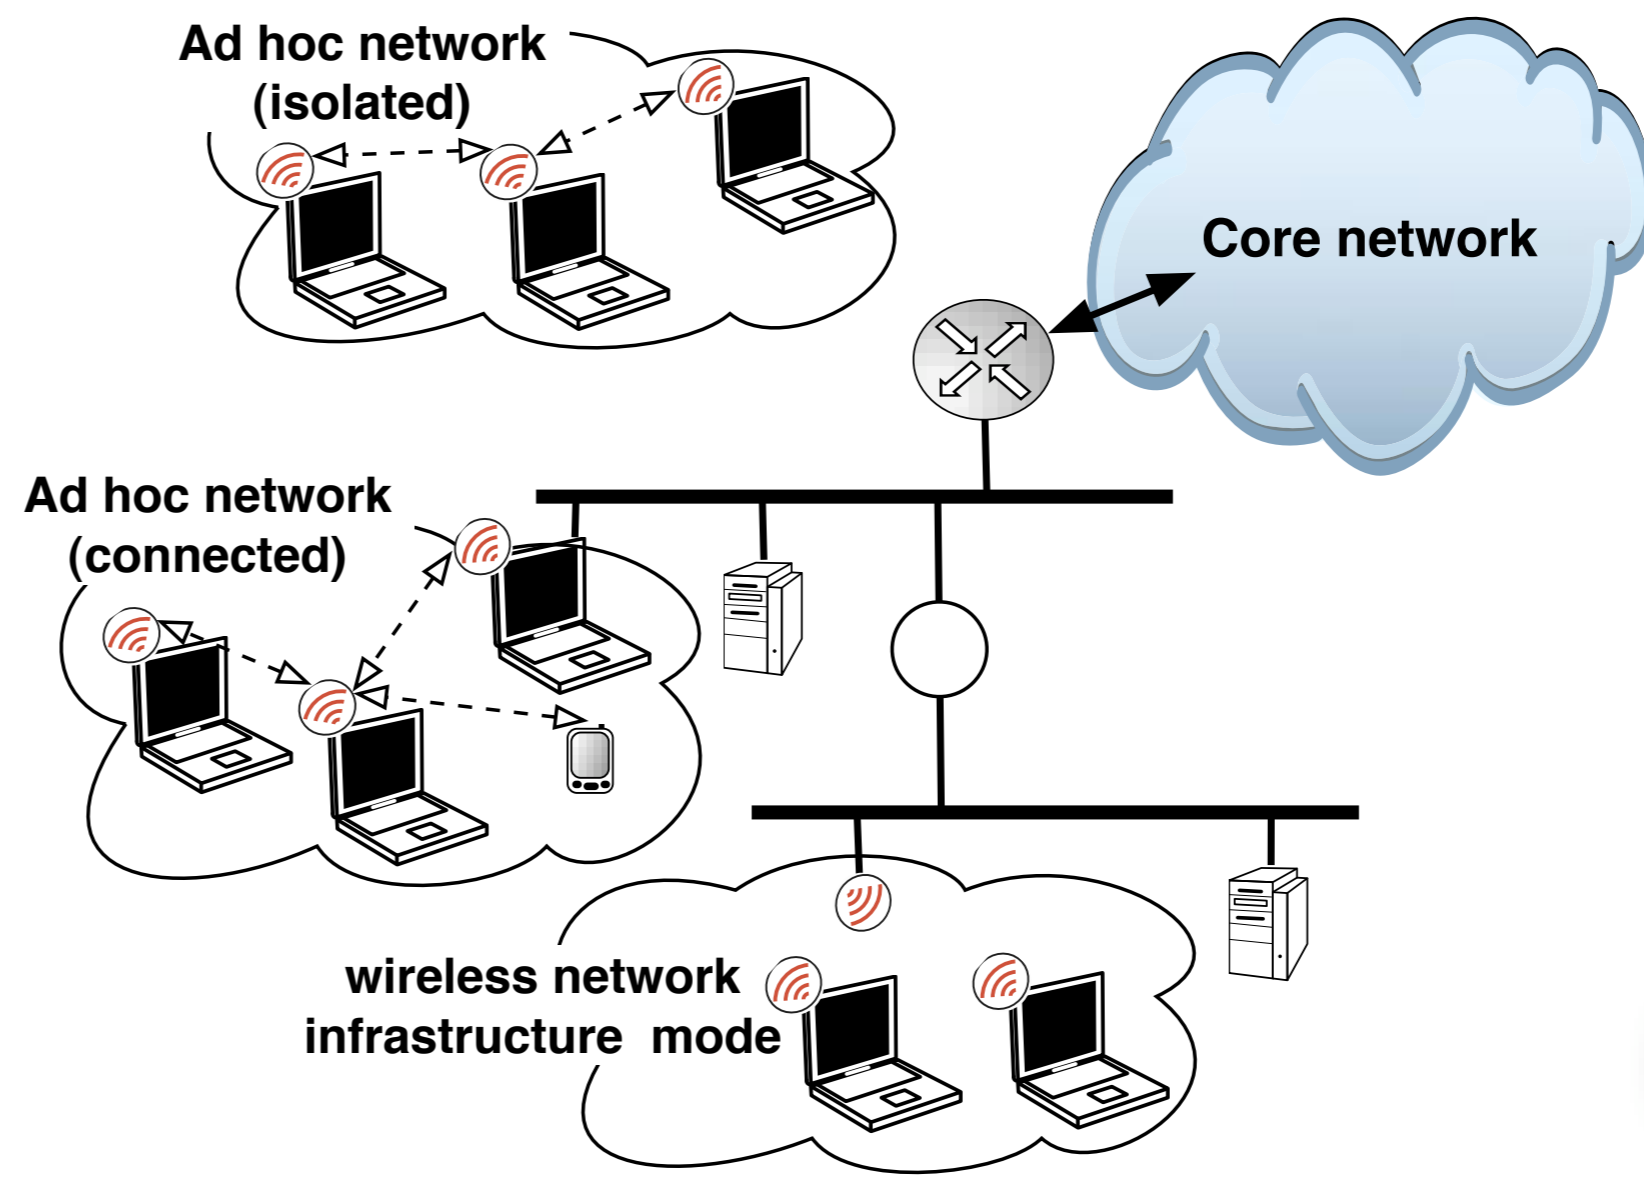 Ad hoc network
(isolated)
Core network
Ad hoc network
(connected)
wireless network
infrastructure mode